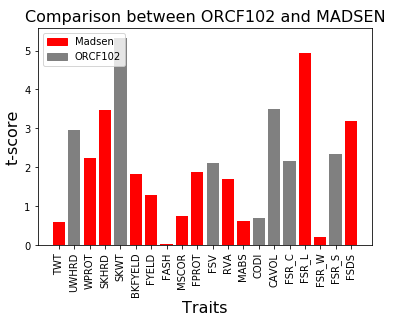 Comparison between ORCF102 and MADSEN
Madsen
ORCF102
t-score
5
4
3
2
1
0
TWT
UWHRD
WPROT
SKHRD
SKWT
BKFYELD
FYELD
FASH
MSCOR
FPROT
FSV
RVA
MABS
CODI
CAVOL
FSR_C
FSR_L
FSR_W
FSR_S
FSDS
Traits